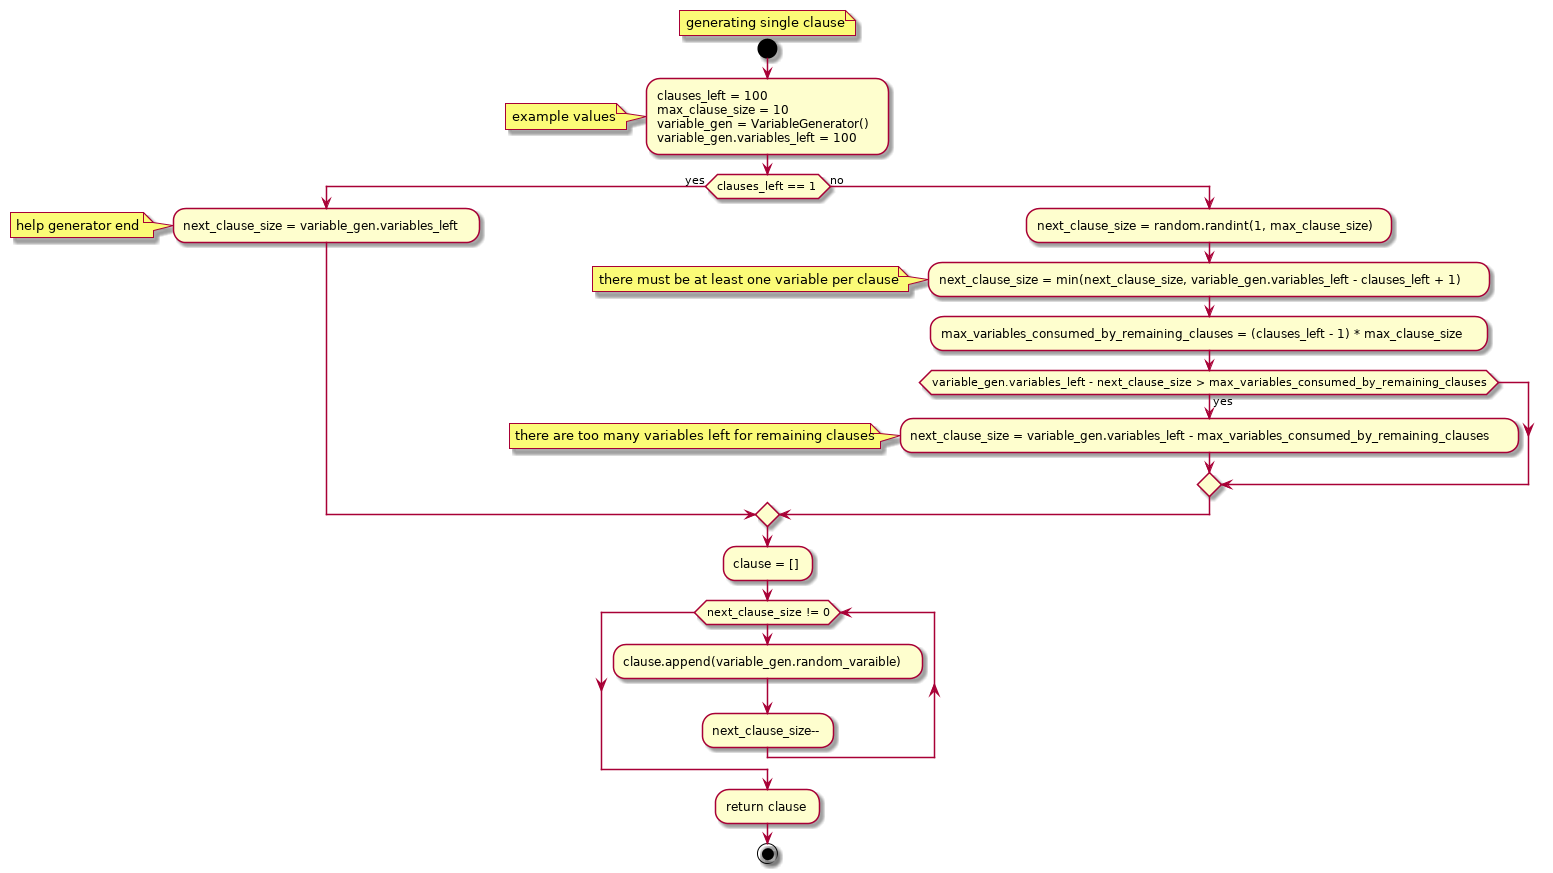 generating single clause
clauses_left = 100
max_clause_size = 10
variable_gen = VariableGenerator()
variable_gen.variables_left = 100
example values
clauses_left == 1
yes
no
help generator end
next_clause_size = variable_gen.variables_left
next_clause_size = random.randint(1, max_clause_size)
there must be at least one variable per clause
next_clause_size = min(next_clause_size, variable_gen.variables_left - clauses_left + 1)
max_variables_consumed_by_remaining_clauses = (clauses_left - 1) * max_clause_size
variable_gen.variables_left - next_clause_size > max_variables_consumed_by_remaining_clauses
yes
there are too many variables left for remaining clauses
next_clause_size = variable_gen.variables_left - max_variables_consumed_by_remaining_clauses
clause = []
next_clause_size != 0
clause.append(variable_gen.random_varaible)
next_clause_size--
return clause